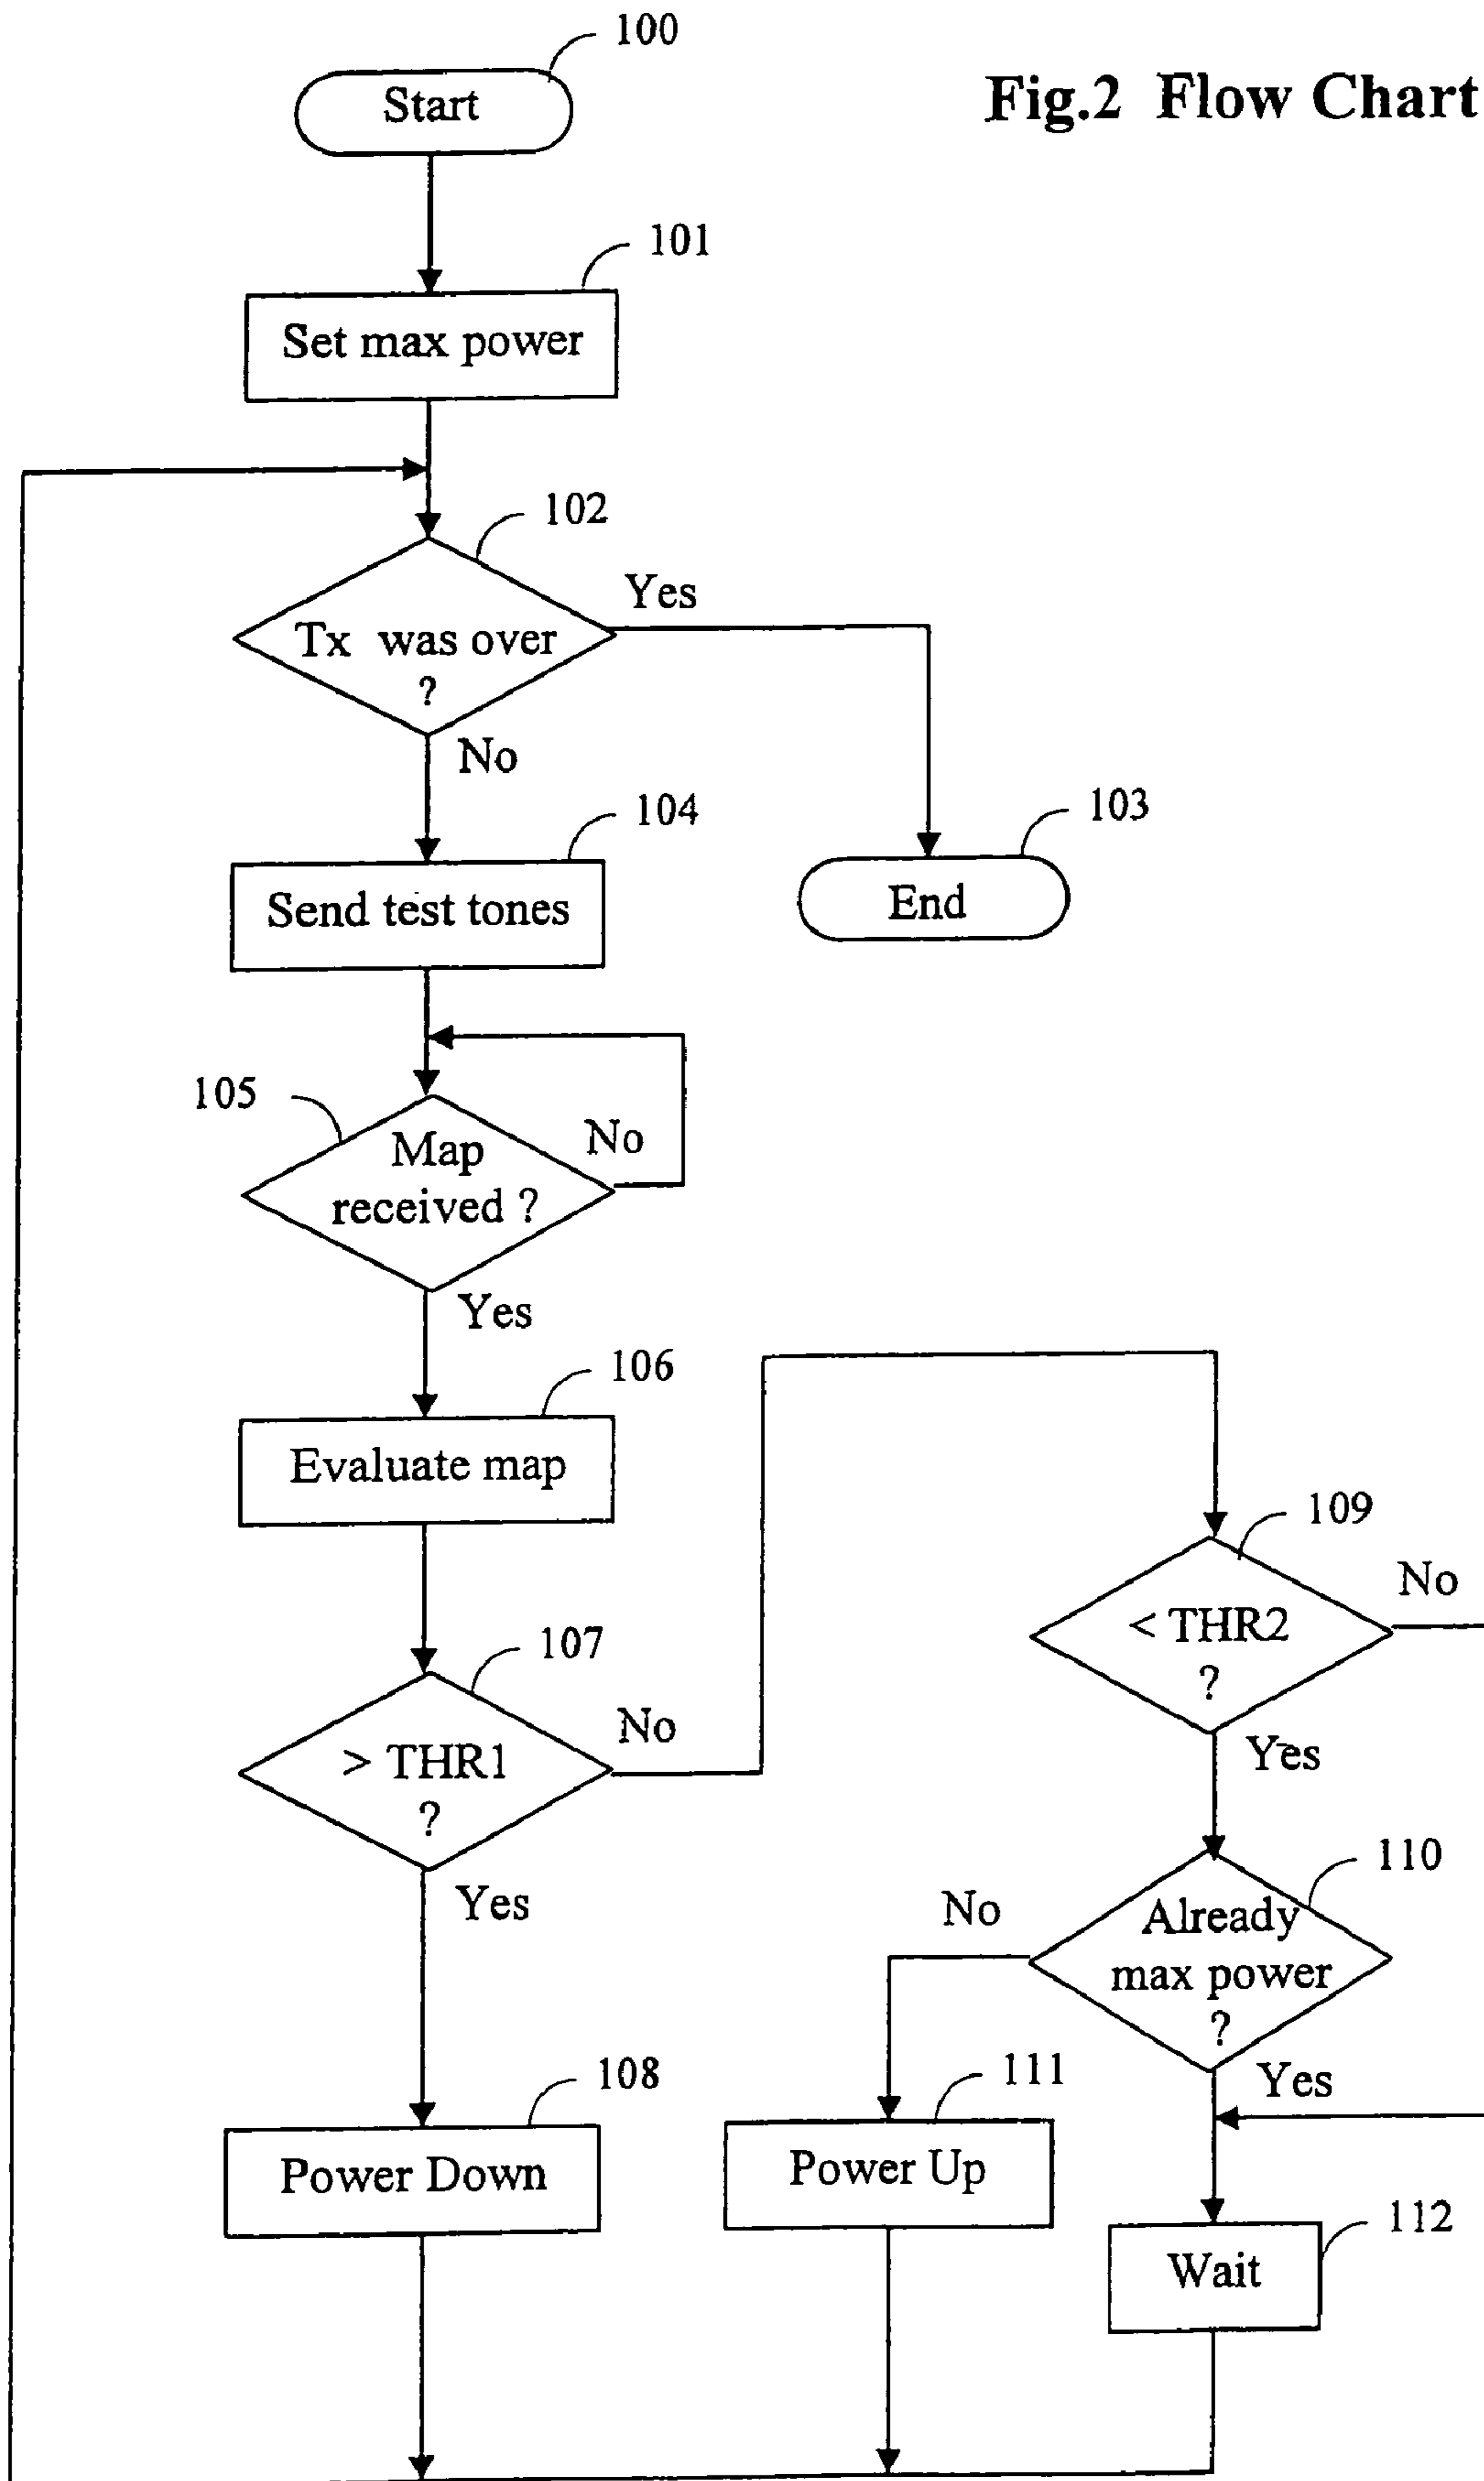 100
Start
Fig.2 Flow Chart
101
Set max power
102
Yes
Tx was over
?
No
104
103
Send test tones
End
105
Map
received ?
No
Yes
106
Evaluate map
109
No
< THR2
?
107
No
> THR1
?
Yes
Yes
110
No
Already
max power
?
108
111
Yes
Power Down
Power Up
112
Wait